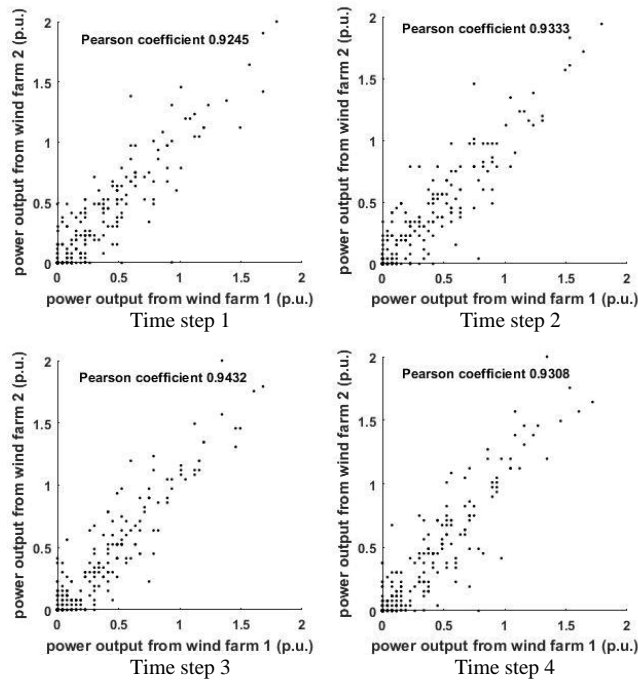 power output from wind farm 2 (p.u.)
2
1.5
1
0.5
0
Pearson coefficient 0.9245
0
0.5
1
1.5
2
power output from wind farm 1 (p.u.)
Time step 1
power output from wind farm 2 (p.u.)
2
1.5
1
0.5
0
Pearson coefficient 0.9333
0
0.5
1
1.5
2
power output from wind farm 1 (p.u.)
Time step 2
power output from wind farm 2 (p.u.)
2
1.5
1
0.5
0
Pearson coefficient 0.9432
0
0.5
1
1.5
2
power output from wind farm 1 (p.u.)
Time step 3
power output from wind farm 2 (p.u.)
2
1.5
1
0.5
0
Pearson coefficient 0.9308
0
0.5
1
1.5
2
power output from wind farm 1 (p.u.)
Time step 4